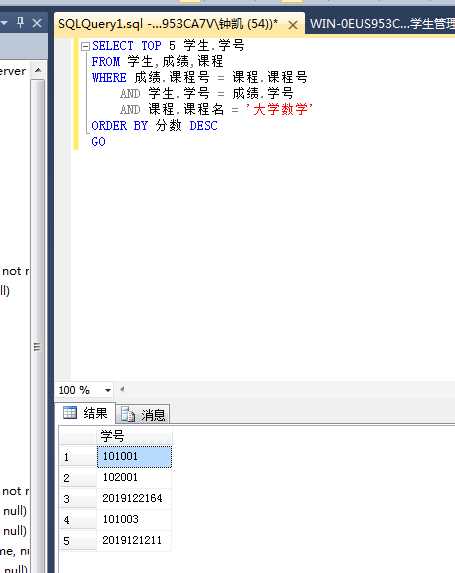 SQLQuery1.sql -...953CA7V\钟凯 (54))*
WIN-0EUS953C...学生管理
SELECT TOP 5 学生.学号
FROM 学生,成绩,课程
WHERE 成绩.课程号 = 课程.课程号
AND 学生.学号 = 成绩.学号
AND 课程.课程名 = '大学数学'
ORDER BY 分数 DESC
GO
erver
not n
ll)
not n
null)
null)
me, nu
null)
100 %
结果
消息
学号
1 101001
2 102001
3 2019122164
4 101003
5 2019121211